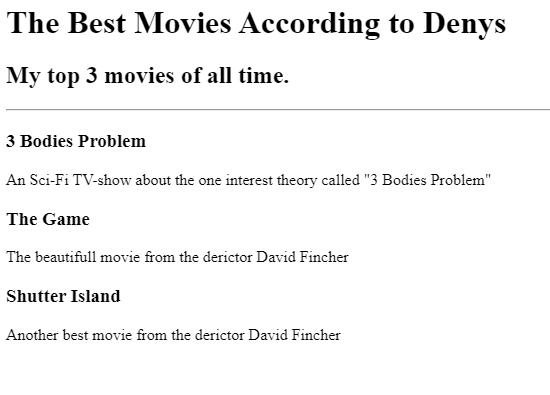 The Best Movies According to Denys
My top 3 movies of all time.
3 Bodies Problem
An Sci-Fi TV-show about the one interest theory called "3 Bodies Problem"
The Game
The beautifull movie from the derictor David Fincher
Shutter Island
Another best movie from the derictor David Fincher